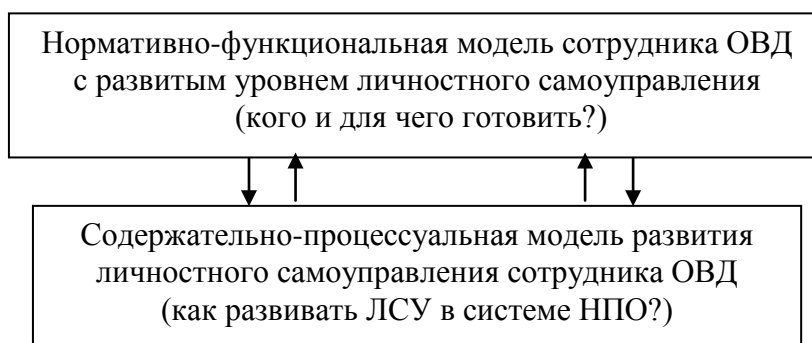 Нормативно-функциональная модель сотрудника ОВД
с развитым уровнем личностного самоуправления
(кого и для чего готовить?)
Содержательно-процессуальная модель развития
личностного самоуправления сотрудника ОВД
(как развивать ЛСУ в системе НПО?)